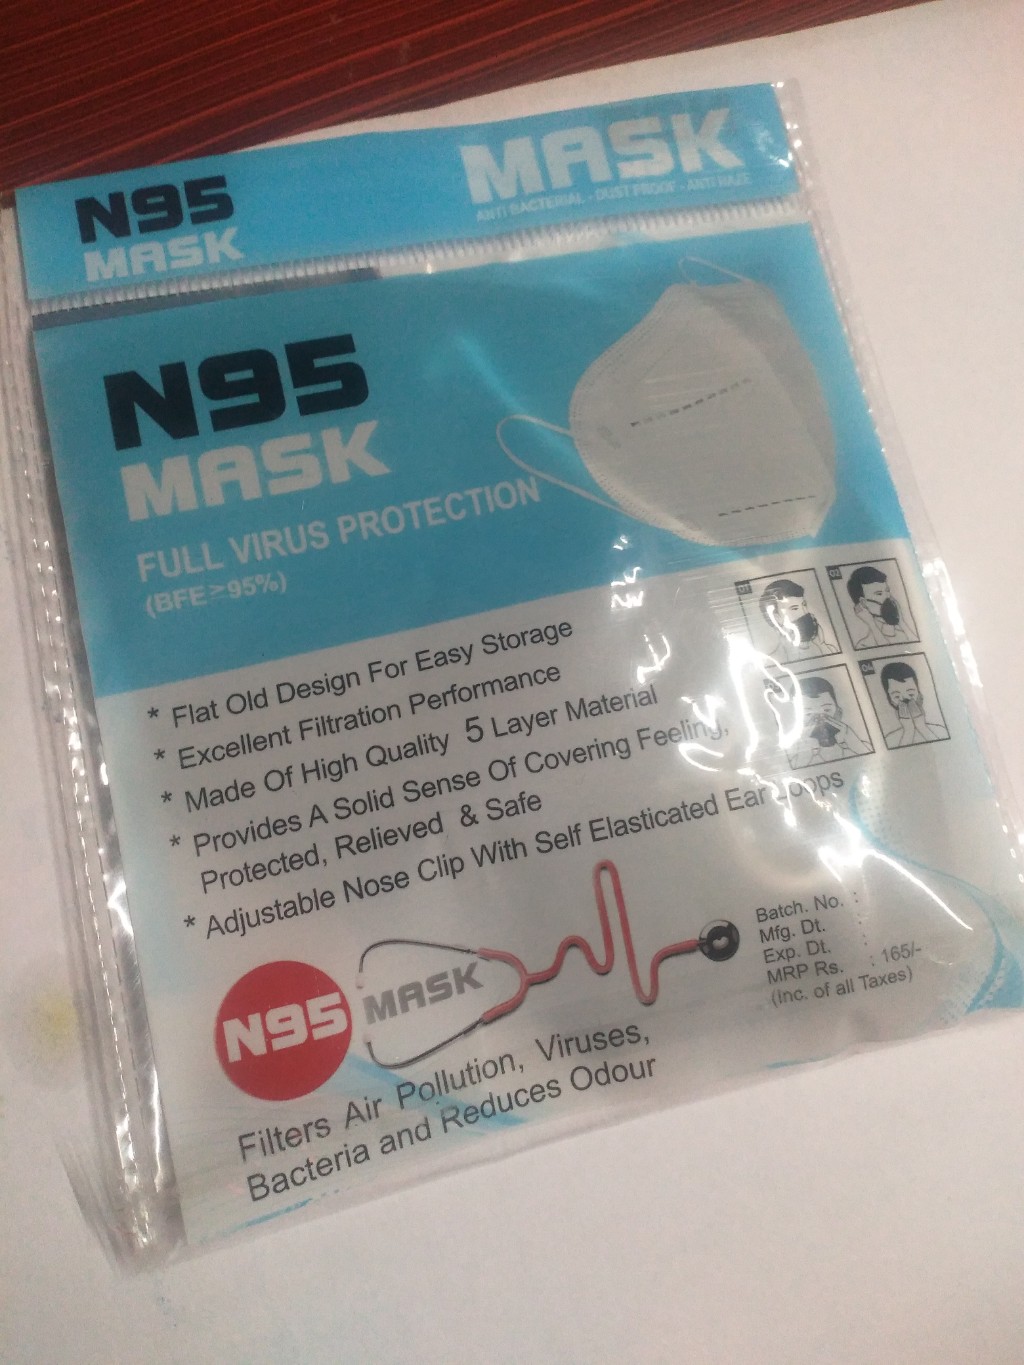 N95
MASK
MASK
ANTI BACTERIAL - DUST PROOF - ANTI HAZE
N95
MASK
FULL VIRUS PROTECTION
(BFE≥95%)
01
02
04
* Flat Old Design For Easy Storage
* Excellent Filtration Performance
* Made Of High Quality 5 Layer Material
* Provides A Solid Sense Of Covering Feeling,
Protected, Relieved & Safe
* Adjustable Nose Clip With Self Elasticated Ear Loops
N95 MASK
Batch. No. :
Mfg. Dt. :
Exp. Dt. :
MRP Rs. : 165/-
(Inc. of all Taxes)
Filters Air Pollution, Viruses,
Bacteria and Reduces Odour